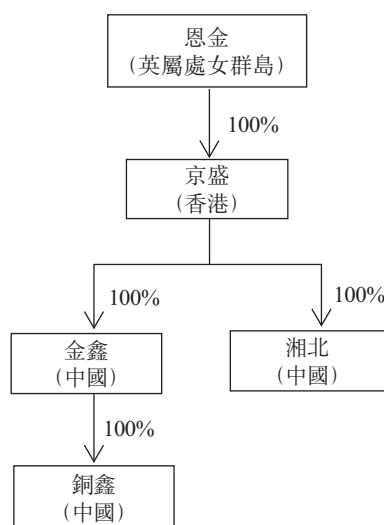 恩金
(英屬處女群島)
100%
京盛
(香港)
100%
100%
金鑫
(中國)
湘北
(中國)
100%
銅鑫
(中國)